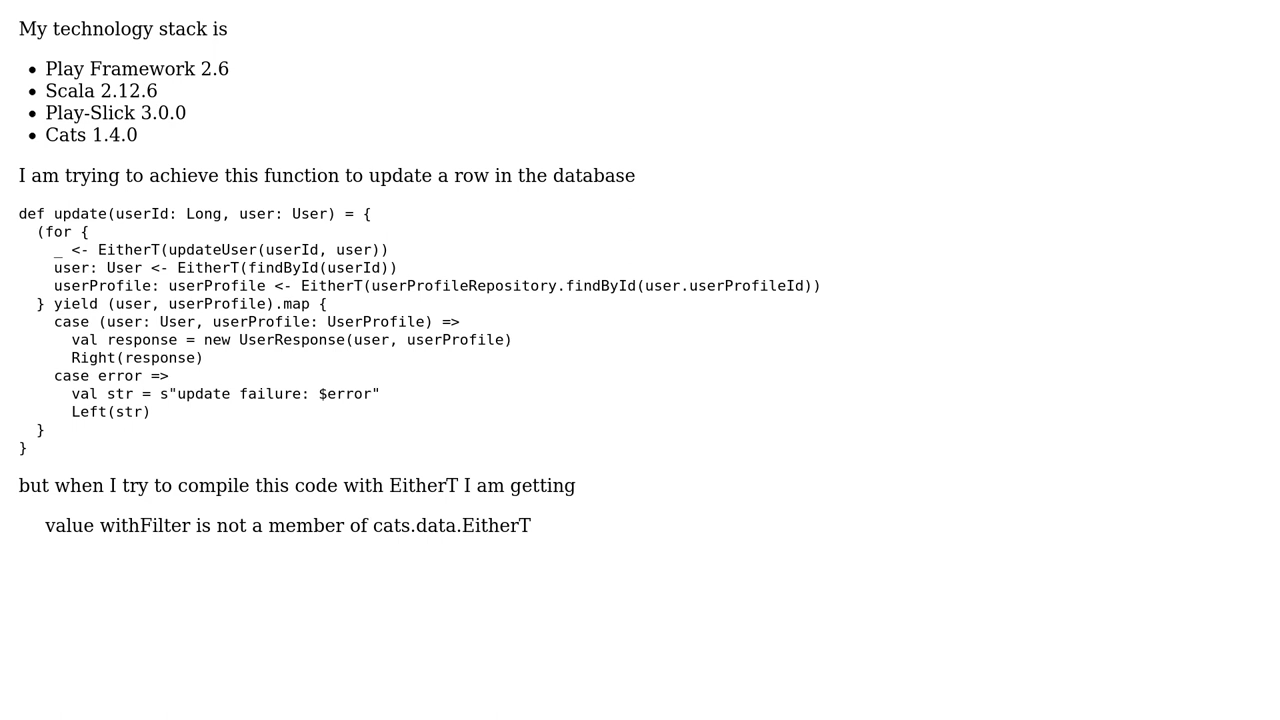 My technology stack is
• Play Framework 2.6
• Scala 2.12.6
• Play-Slick 3.0.0
• Cats 1.4.0
I am trying to achieve this function to update a row in the database
def update(userId: Long, user: User) = {
  (for {
    _ <- EitherT(updateUser(userId, user))
    user: User <- EitherT(findById(userId))
    userProfile: userProfile <- EitherT(userProfileRepository.findById(user.userProfileId))
  } yield (user, userProfile).map {
    case (user: User, userProfile: UserProfile) =>
      val response = new UserResponse(user, userProfile)
      Right(response)
    case error =>
      val str = s"update failure: $error"
      Left(str)
  }
}
but when I try to compile this code with EitherT I am getting
value withFilter is not a member of cats.data.EitherT